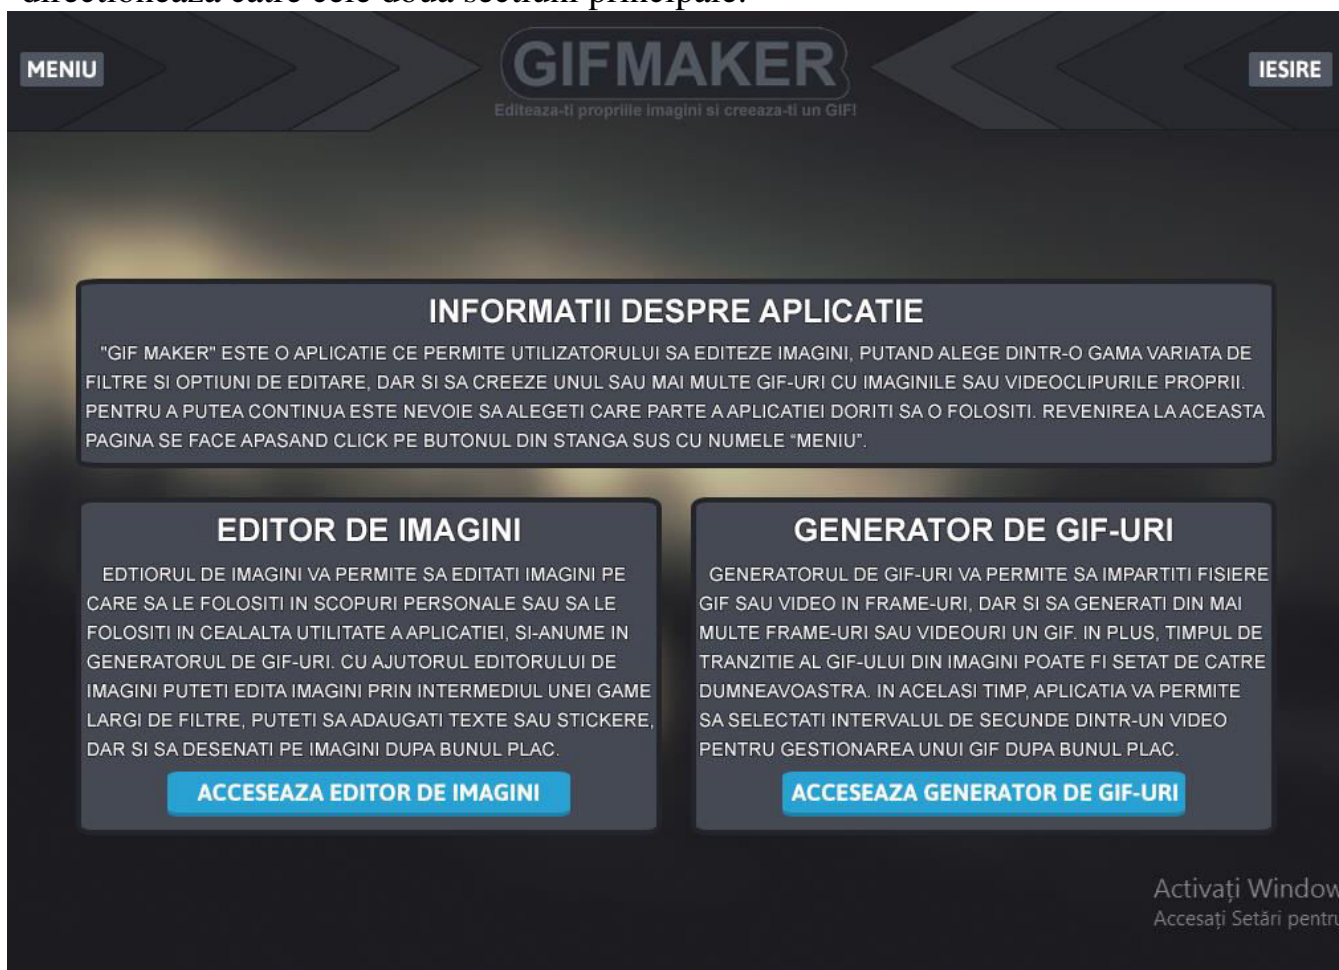 directioneaza catre cele doua sectiuni principale.
MENIU
GIFMAKER
IESIRE
Editeaza-ti propriile imagini si creeaza-ti un GIF!
INFORMATII DESPRE APLICATIE
"GIF MAKER" ESTE O APLICATIE CE PERMITE UTILIZATORULUI SA EDITEZE IMAGINI, PUTAND ALEGE DINTR-O GAMA VARIATA DE
FILTRE SI OPTIUNI DE EDITARE, DAR SI SA CREEZE UNUL SAU MAI MULTE GIF-URI CU IMAGINILE SAU VIDEOCLIPURILE PROPRII.
PENTRU A PUTEA CONTINUA ESTE NEVOIE SA ALEGETI CARE PARTE A APLICATIEI DORITI SA O FOLOSITI. REVENIREA LA ACEASTA
PAGINA SE FACE APASAND CLICK PE BUTONUL DIN STANGA SUS CU NUMELE “MENIU”.
EDITOR DE IMAGINI
EDTIORUL DE IMAGINI VA PERMITE SA EDITATI IMAGINI PE
CARE SA LE FOLOSITI IN SCOPURI PERSONALE SAU SA LE
FOLOSITI IN CEALALTA UTILITATE A APLICATIEI, SI-ANUME IN
GENERATORUL DE GIF-URI. CU AJUTORUL EDITORULUI DE
IMAGINI PUTETI EDITA IMAGINI PRIN INTERMEDIUL UNEI GAME
LARGI DE FILTRE, PUTETI SA ADAUGATI TEXTE SAU STICKERE,
DAR SI SA DESENATI PE IMAGINI DUPA BUNUL PLAC.
ACCESEAZA EDITOR DE IMAGINI
GENERATOR DE GIF-URI
GENERATORUL DE GIF-URI VA PERMITE SA IMPARTITI FISIERE
GIF SAU VIDEO IN FRAME-URI, DAR SI SA GENERATI DIN MAI
MULTE FRAME-URI SAU VIDEOURI UN GIF. IN PLUS, TIMPUL DE
TRANZITIE AL GIF-ULUI DIN IMAGINI POATE FI SETAT DE CATRE
DUMNEAVOASTRA. IN ACELASI TIMP, APLICATIA VA PERMITE
SA SELECTATI INTERVALUL DE SECUNDE DINTR-UN VIDEO
PENTRU GESTIONAREA UNUI GIF DUPA BUNUL PLAC.
ACCESEAZA GENERATOR DE GIF-URI
Activați Window
Accesați Setări pentru